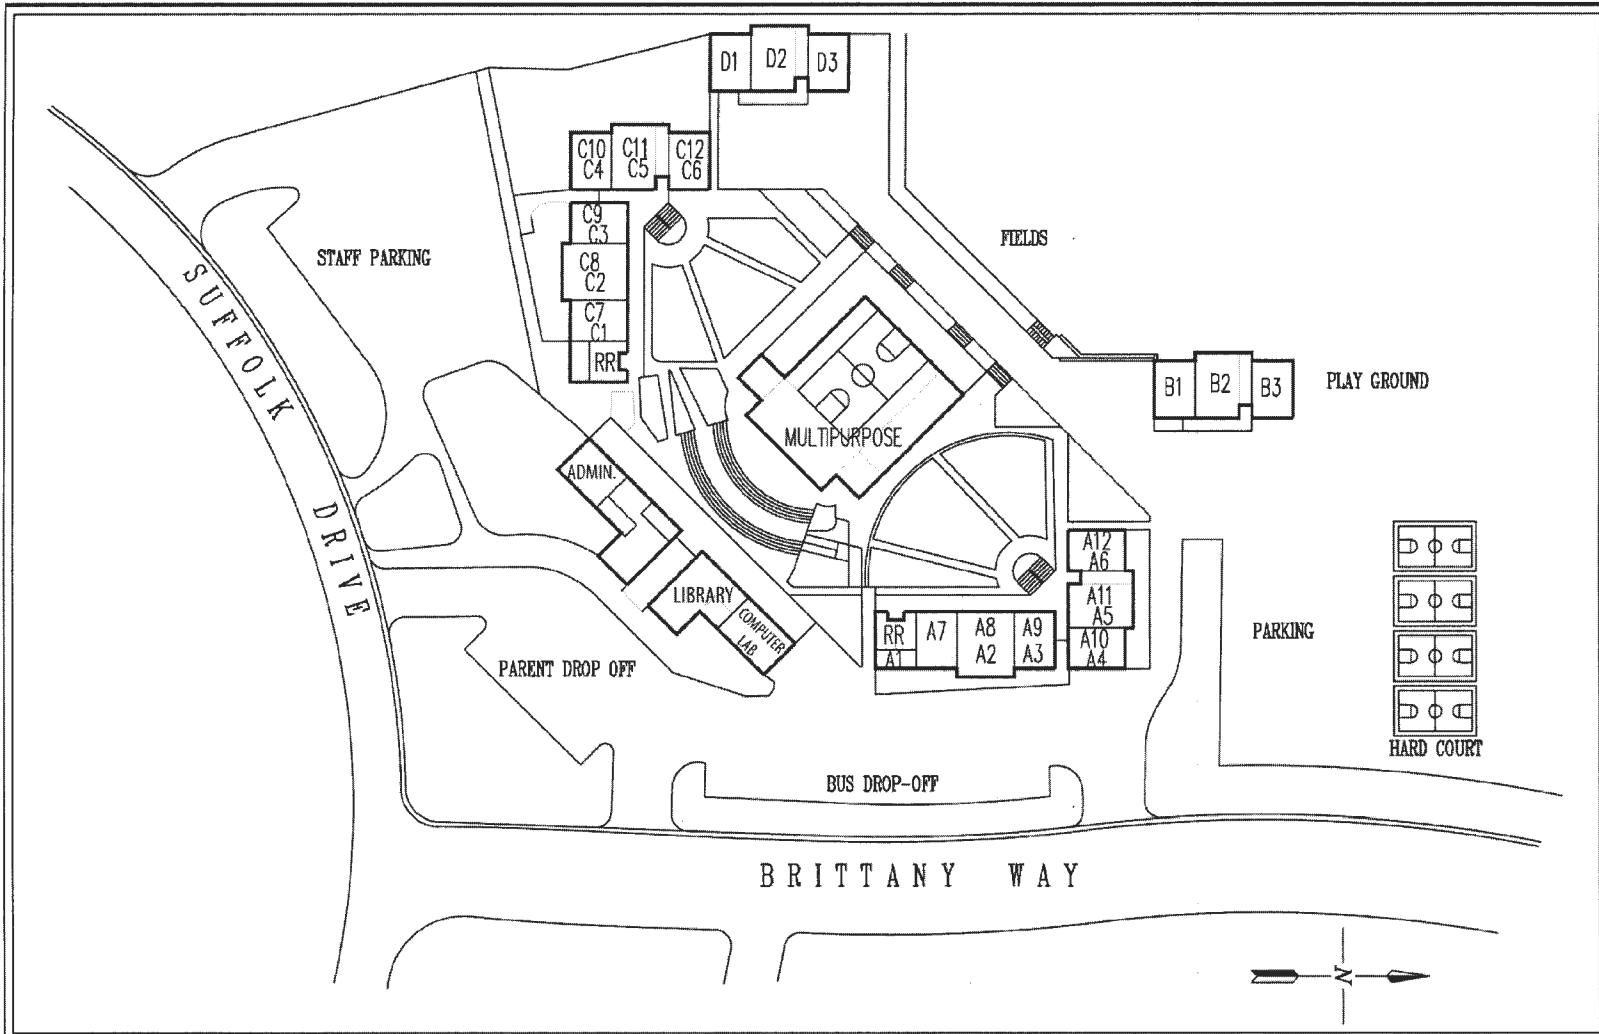 D1
D2
D3
C10
C4
C11
C5
C12
C6
C9
C3
C8
C2
C7
C1
RR
STAFF PARKING
FIELDS
SUFFOLK DRIVE
MULTIPURPOSE
B1
B2
B3
PLAY GROUND
ADMIN.
LIBRARY
COMPUTER
LAB
A12
A6
A11
A5
A10
A4
RR
A1
A7
A8
A2
A9
A3
PARKING
PARENT DROP OFF
HARD COURT
BUS DROP-OFF
BRITTANY WAY
N